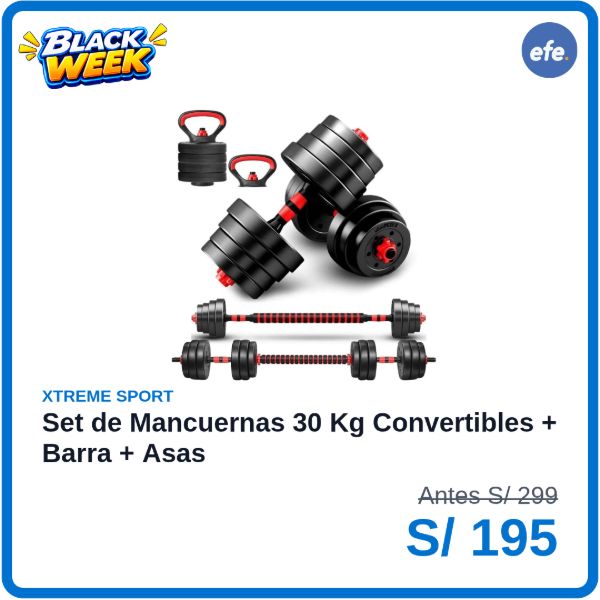 BLACK
WEEK
efe.
XTREME SPORT
Set de Mancuernas 30 Kg Convertibles +
Barra + Asas
Antes S/ 299
S/ 195